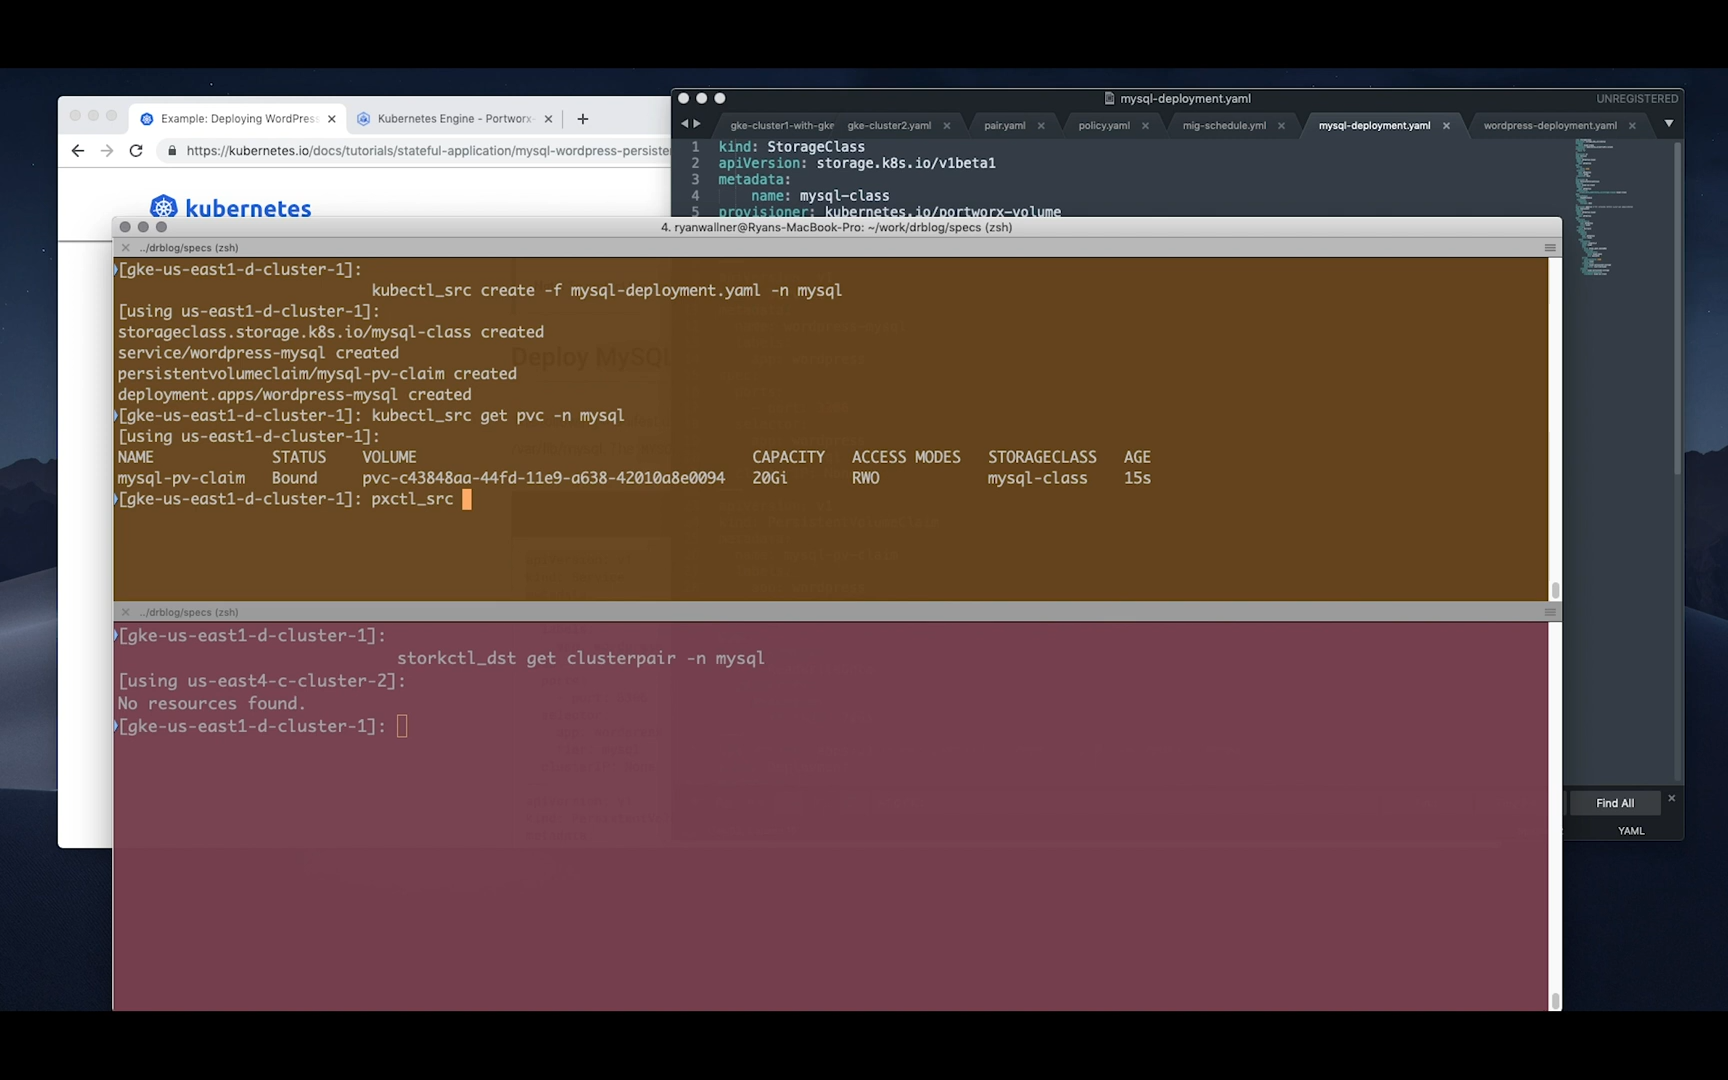 mysql-deployment.yaml
UNREGISTERED
Example: Deploying WordPress
Kubernetes Engine - Portworx-
gke-cluster1-with-gke
gke-cluster2.yaml
pair.yaml
policy.yaml
mig-schedule.yml
mysql-deployment.yaml
wordpress-deployment.yaml
https://kubernetes.io/docs/tutorials/stateful-application/mysql-wordpress-persiste
kubernetes
1 kind: StorageClass
2 apiVersion: storage.k8s.io/v1beta1
3 metadata:
4 name: mysql-class
5 provisioner: kubernetes.io/portworx-volume
4. ryanwallner@Ryans-MacBook-Pro: ~/work/drblog/specs (zsh)
../drblog/specs (zsh)
[gke-us-east1-d-cluster-1]:
kubectl_src create -f mysql-deployment.yaml -n mysql
[using us-east1-d-cluster-1]:
storageclass.storage.k8s.io/mysql-class created
service/wordpress-mysql created
persistentvolumeclaim/mysql-pv-claim created
deployment.apps/wordpress-mysql created
[gke-us-east1-d-cluster-1]: kubectl_src get pvc -n mysql
[using us-east1-d-cluster-1]:
NAME STATUS VOLUME CAPACITY ACCESS MODES STORAGECLASS AGE
mysql-pv-claim Bound pvc-c43848aa-44fd-11e9-a638-42010a8e0094 20Gi RWO mysql-class 15s
[gke-us-east1-d-cluster-1]: pxctl_src
Deploy MySQL
../drblog/specs (zsh)
[gke-us-east1-d-cluster-1]:
storkctl_dst get clusterpair -n mysql
[using us-east4-c-cluster-2]:
No resources found.
[gke-us-east1-d-cluster-1]:
Find All
YAML